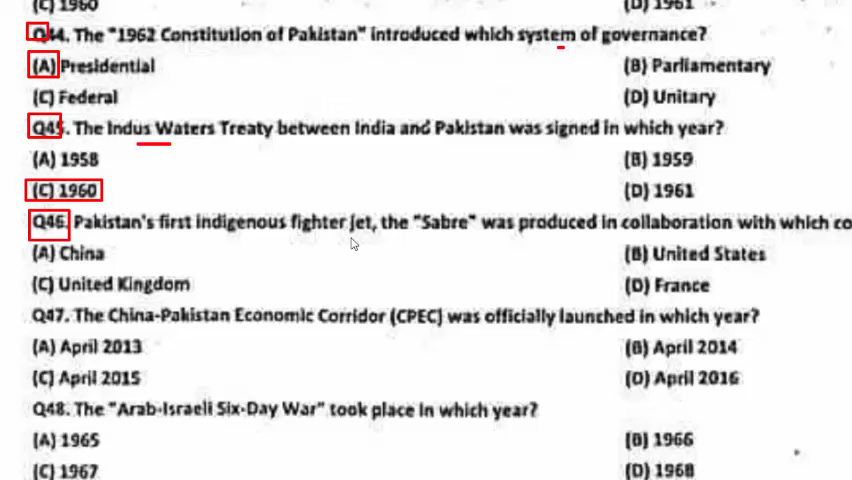 (C) 1960 (D) 1961
Q44. The "1962 Constitution of Pakistan" introduced which system of governance?
(A) Presidential (B) Parliamentary
(C) Federal (D) Unitary
Q45. The Indus Waters Treaty between India and Pakistan was signed in which year?
(A) 1958 (B) 1959
(C) 1960 (D) 1961
Q46. Pakistan's first indigenous fighter jet, the "Sabre" was produced in collaboration with which co
(A) China (B) United States
(C) United Kingdom (D) France
Q47. The China-Pakistan Economic Corridor (CPEC) was officially launched in which year?
(A) April 2013 (B) April 2014
(C) April 2015 (D) April 2016
Q48. The "Arab-Israeli Six-Day War" took place in which year?
(A) 1965 (B) 1966
(C) 1967 (D) 1968